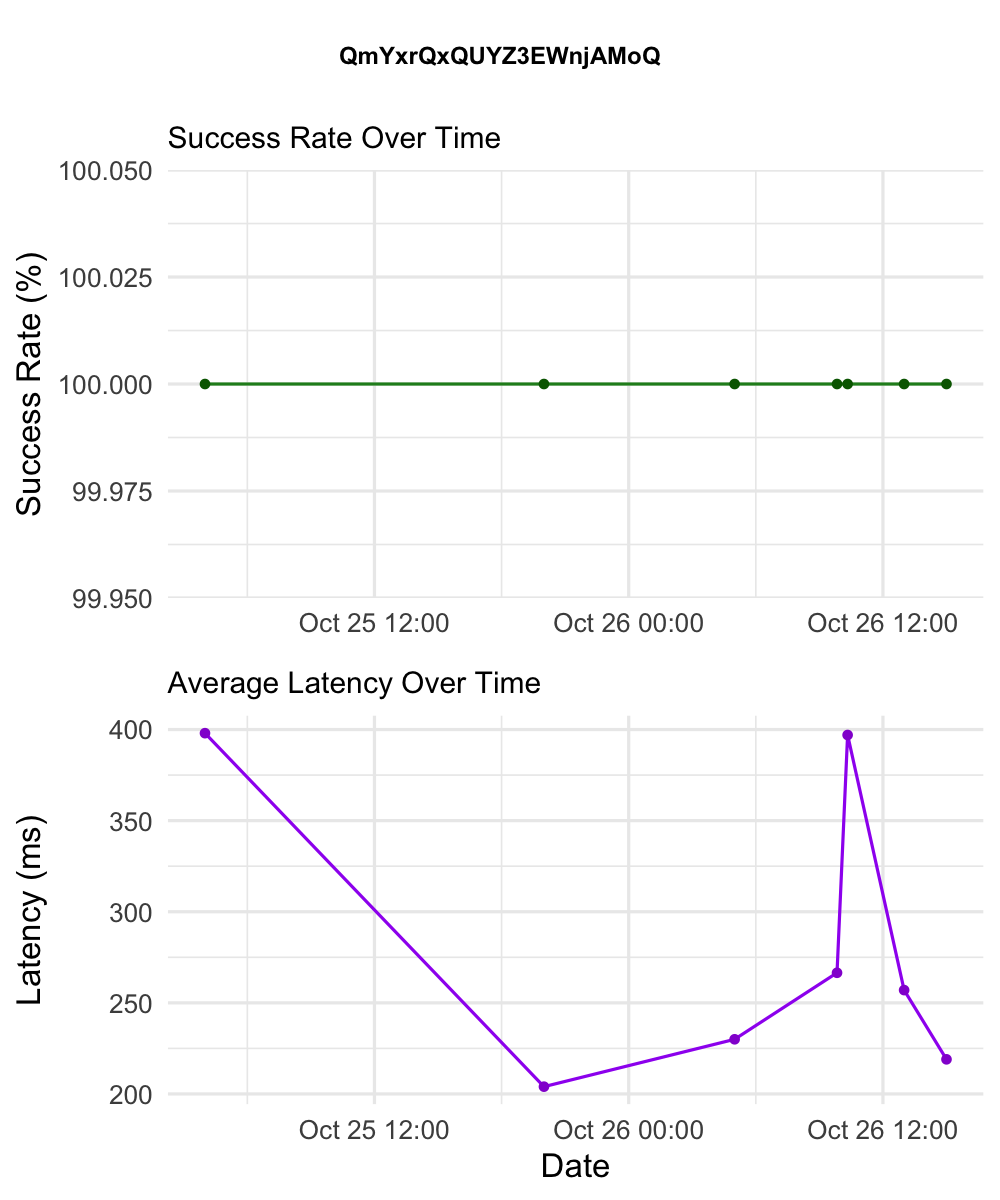 QmYxrQxQUYZ3EWnjAMoQ
Success Rate Over Time
Success Rate (%)
100.050
100.025
100.000
99.975
99.950
Oct 25 12:00 Oct 26 00:00 Oct 26 12:00
Average Latency Over Time
Latency (ms)
400
350
300
250
200
Oct 25 12:00 Oct 26 00:00 Oct 26 12:00
Date